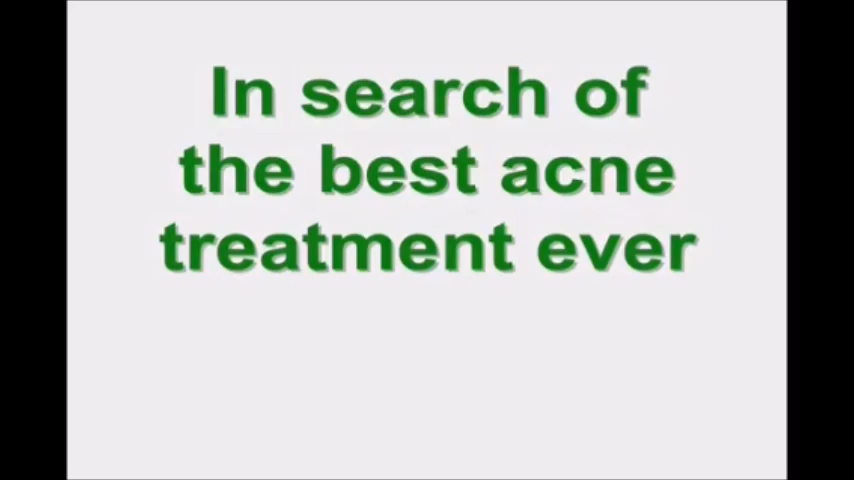 In search of
the best acne
treatment ever